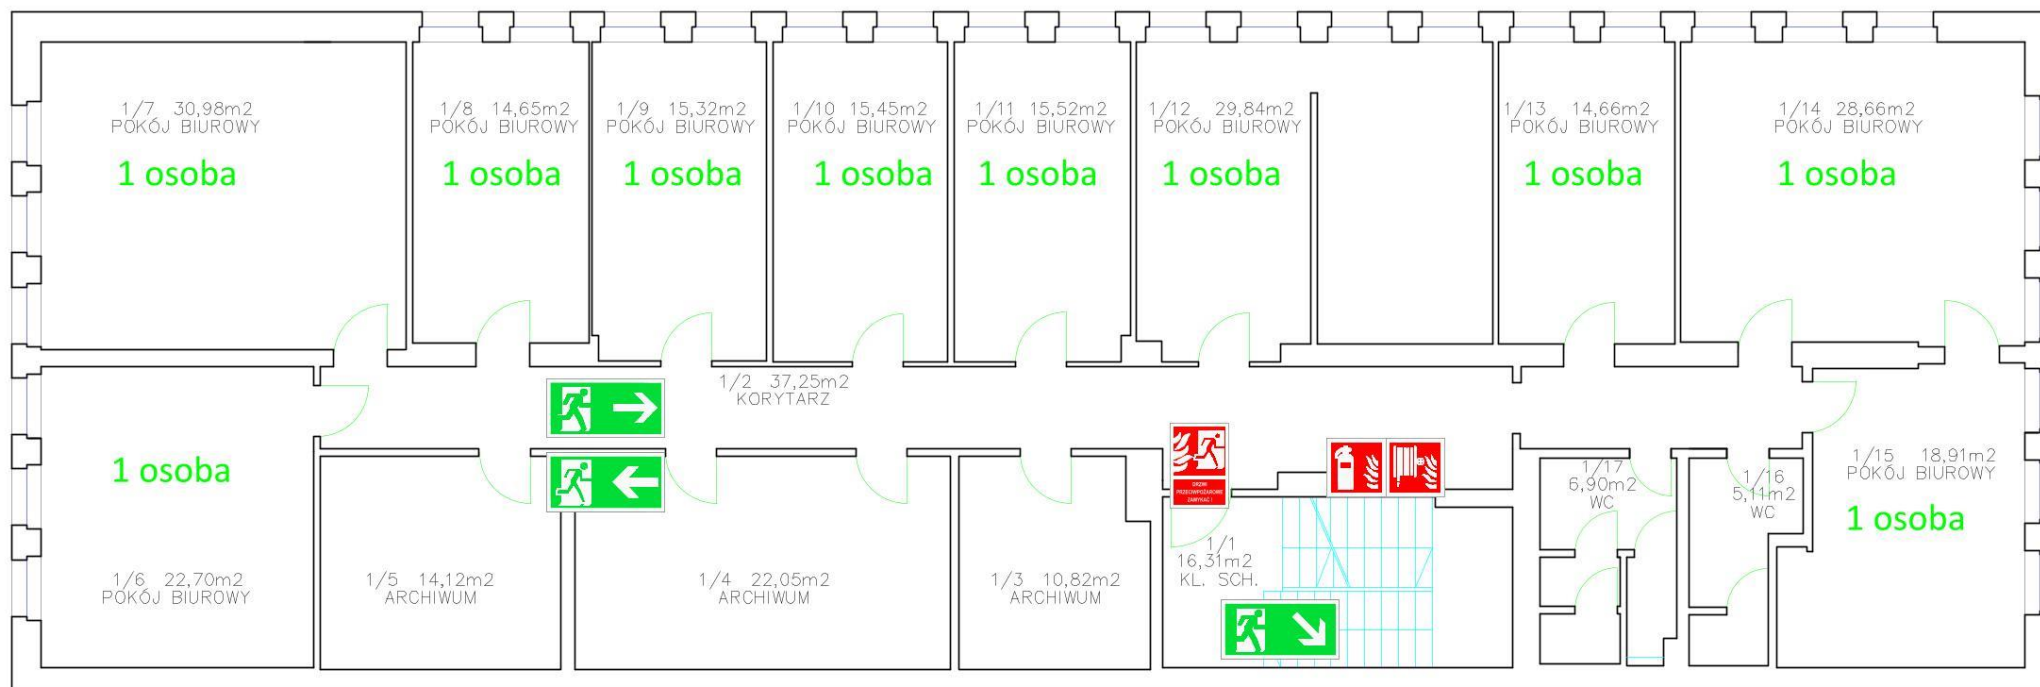 1/7 30,98m2
POKÓJ BIUROWY
1 osoba
1/8 14,65m2
POKÓJ BIUROWY
1 osoba
1/9 15,32m2
POKÓJ BIUROWY
1 osoba
1/10 15,45m2
POKÓJ BIUROWY
1 osoba
1/11 15,52m2
POKÓJ BIUROWY
1 osoba
1/12 29,84m2
POKÓJ BIUROWY
1 osoba
1/13 14,66m2
POKÓJ BIUROWY
1 osoba
1/14 28,66m2
POKÓJ BIUROWY
1 osoba
1/2 37,25m2
KORYTARZ
1 osoba
1/6 22,70m2
POKÓJ BIUROWY
1/5 14,12m2
ARCHIWUM
1/4 22,05m2
ARCHIWUM
1/3 10,82m2
ARCHIWUM
DRZWI
PRZECIWPOŻAROWE
ZAMYKAĆ !
1/1
16,31m2
KL. SCH.
1/17
6,90m2
WC
1/16
5,11m2
WC
1/15 18,91m2
POKÓJ BIUROWY
1 osoba